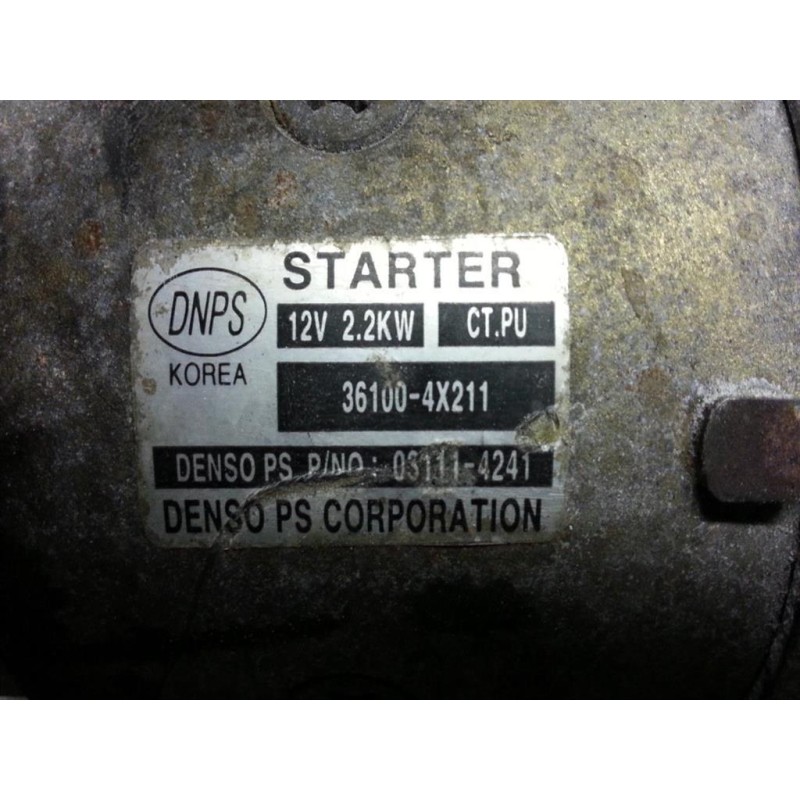 STARTER
DNPS
12V 2.2KW CT.PU
KOREA
36100-4X211
DENSO PS P/NO : 03111-4241
DENSO PS CORPORATION